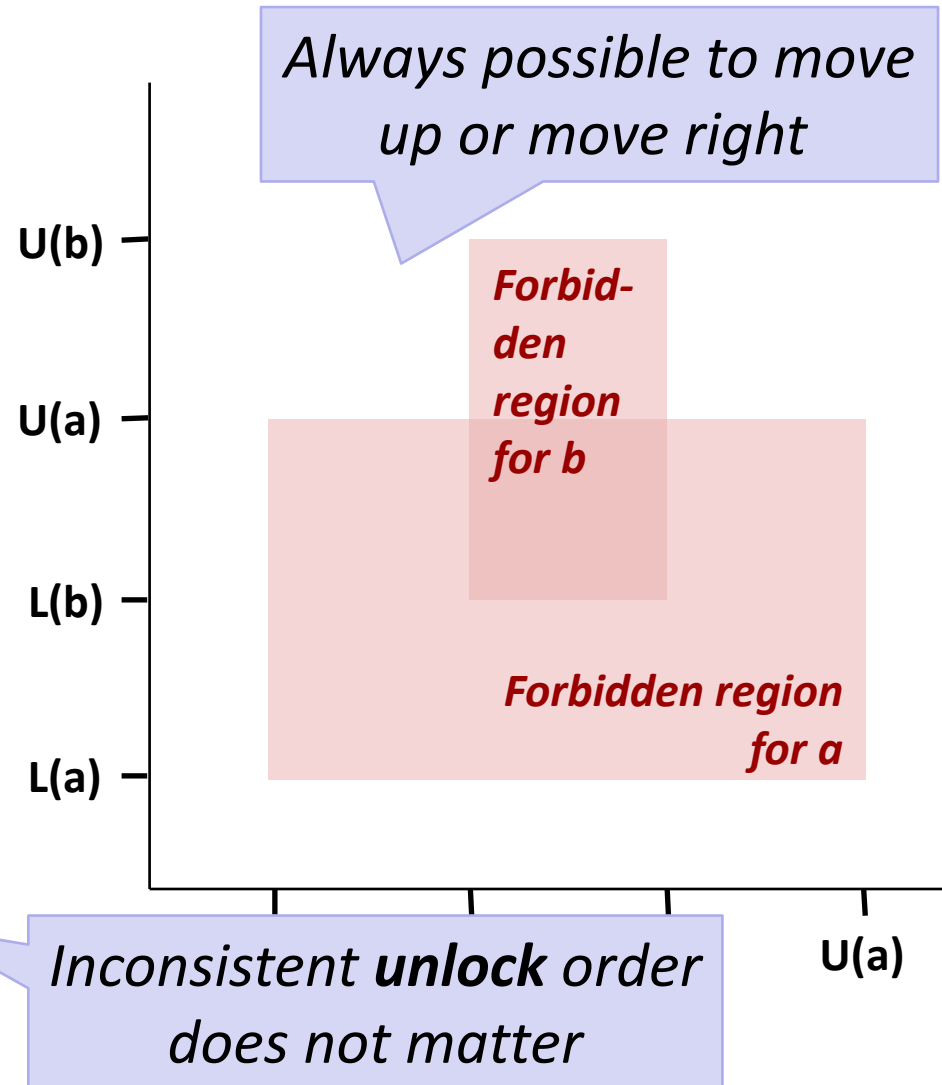 Always possible to move
up or move right
U(b)
Forbid-
den
region
for b
U(a)
L(b)
Forbidden region
for a
L(a)
U(a)
Inconsistent unlock order
does not matter